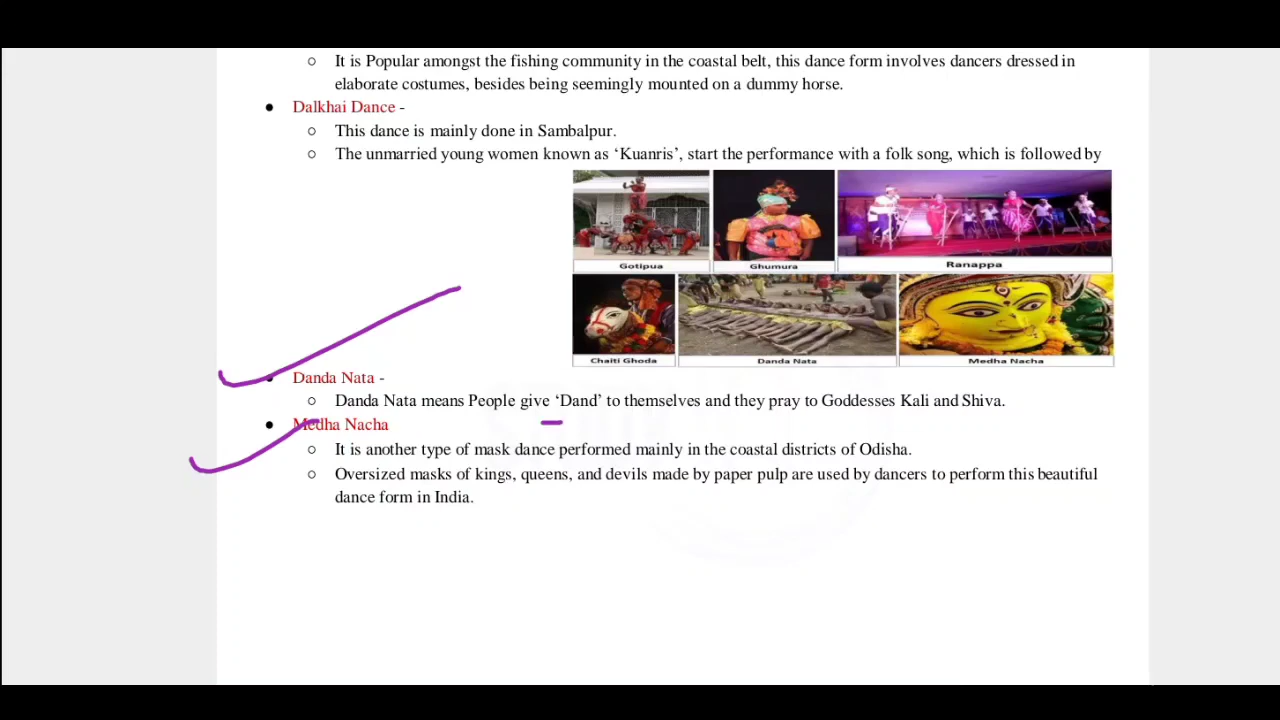 ○ It is Popular amongst the fishing community in the coastal belt, this dance form involves dancers dressed in
elaborate costumes, besides being seemingly mounted on a dummy horse.
● Dalkhai Dance -
○ This dance is mainly done in Sambalpur.
○ The unmarried young women known as ‘Kuanris’, start the performance with a folk song, which is followed by
Gotipua Ghumura Ranappa
Chaiti Ghoda Danda Nata Medha Nacha
● Danda Nata -
○ Danda Nata means People give ‘Dand’ to themselves and they pray to Goddesses Kali and Shiva.
● Medha Nacha
○ It is another type of mask dance performed mainly in the coastal districts of Odisha.
○ Oversized masks of kings, queens, and devils made by paper pulp are used by dancers to perform this beautiful
dance form in India.